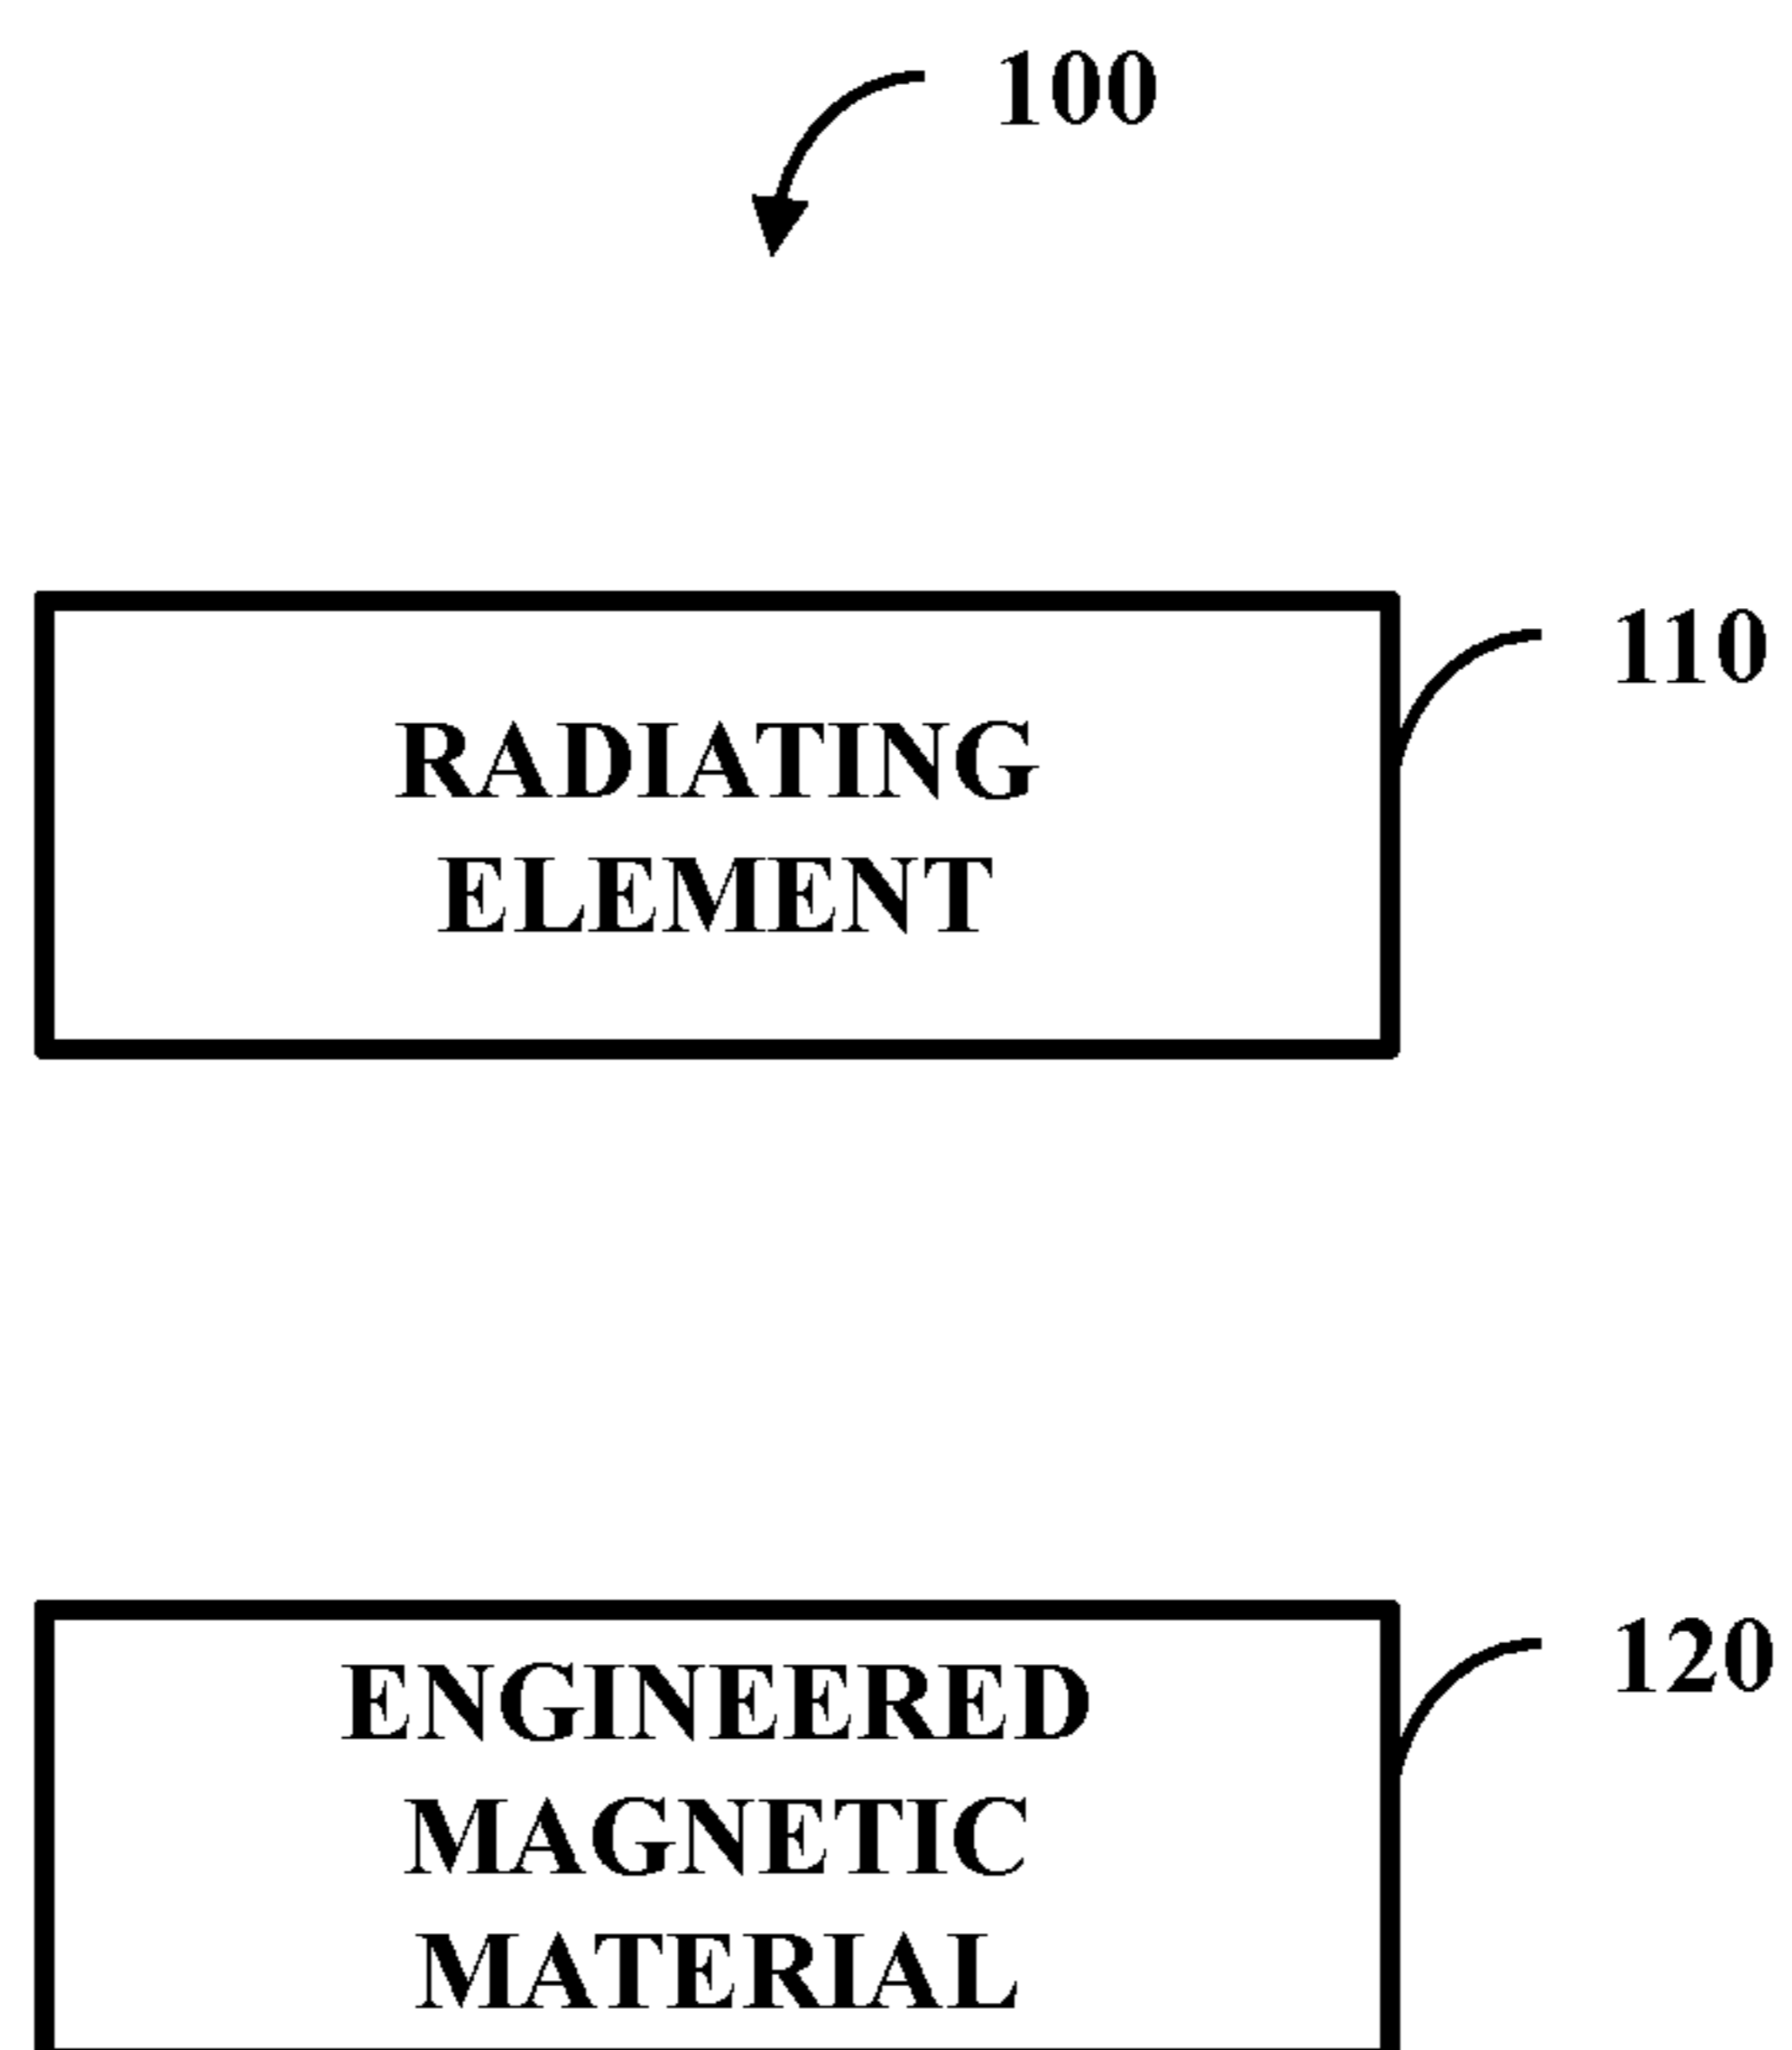 100
110
RADIATING
ELEMENT
120
ENGINEERED
MAGNETIC
MATERIAL